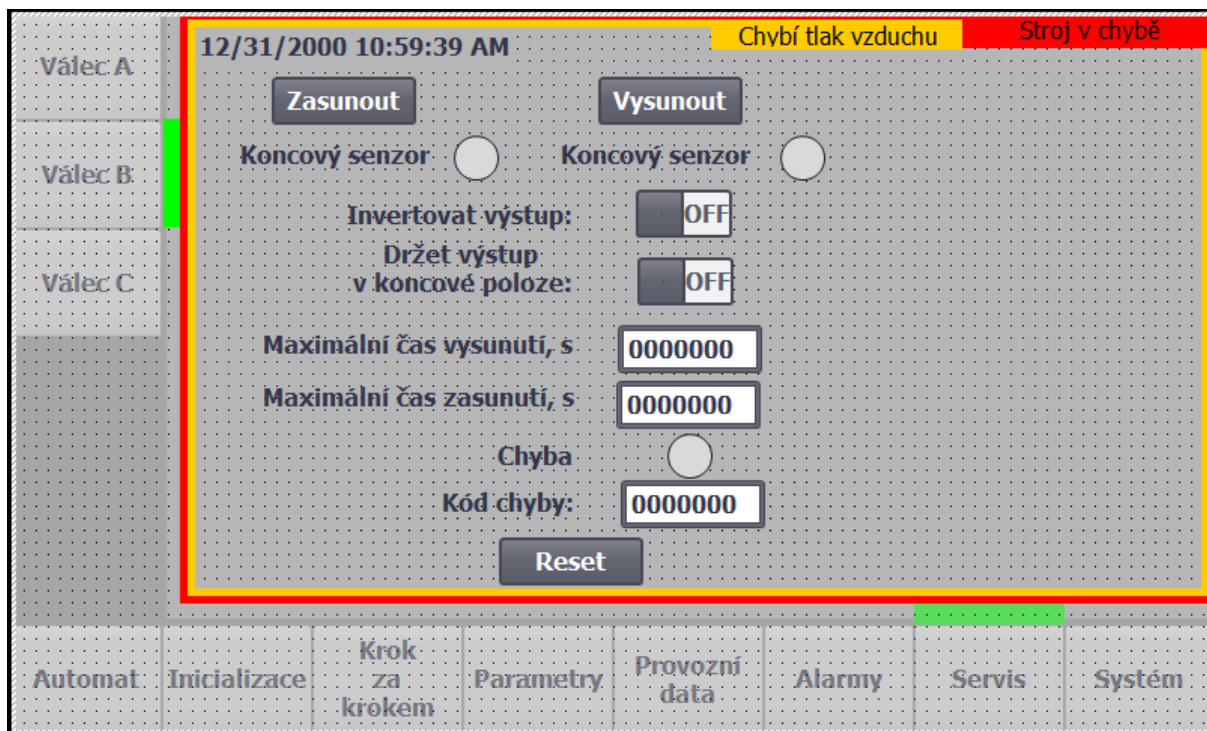 Válec A
Válec B
Válec C
12/31/2000 10:59:39 AM
Chybí tlak vzduchu
Stroj v chybě
Zasunout
Vysunout
Koncový senzor
Koncový senzor
Invertovat výstup:
OFF
Držet výstup
v koncové poloze:
OFF
Maximální čas vysunutí, s
0000000
Maximální čas zasunutí, s
0000000
Chyba
Kód chyby:
0000000
Reset
Automat
Inicializace
Krok
za
krokem
Parametry
Provozní
data
Alarmy
Servis
Systém